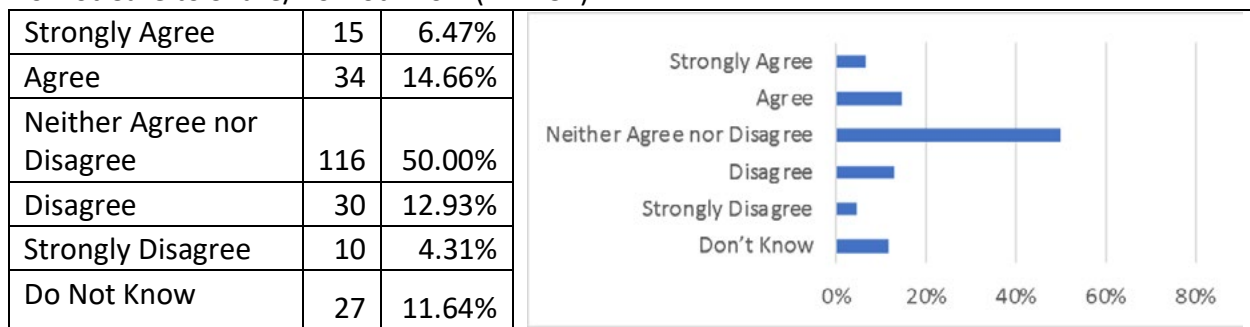 Strongly Agree 15 6.47%
Agree 34 14.66%
Neither Agree nor
Disagree 116 50.00%
Disagree 30 12.93%
Strongly Disagree 10 4.31%
Do Not Know 27 11.64%
Strongly Agree
Agree
Neither Agree nor Disagree
Disagree
Strongly Disagree
Don't Know
0% 20% 40% 60% 80%